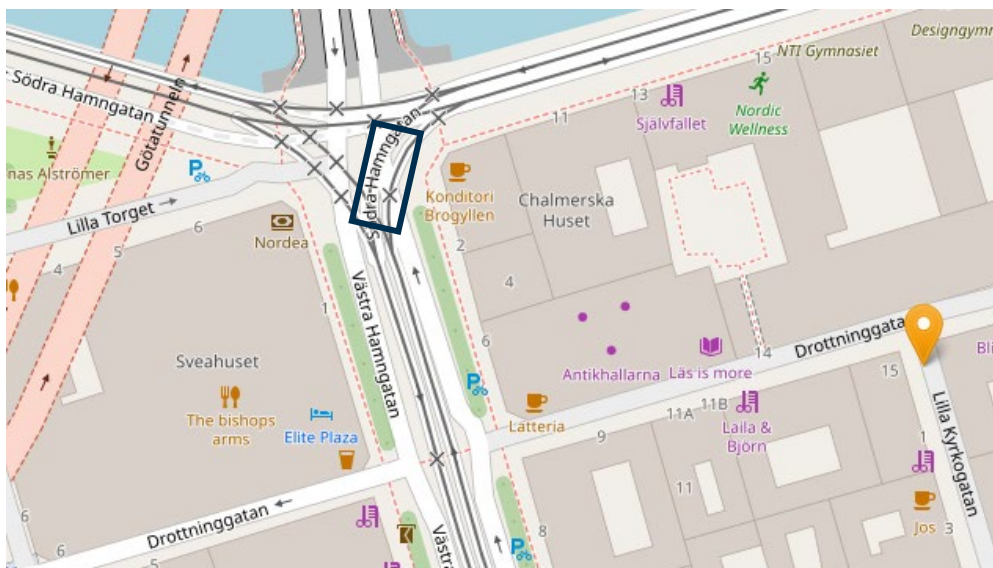 Södra Hamngatan
Götatunneln
nas Alströmer
Lilla Torget
6
5
4
Nordea
Södra Hamngatan
Konditori
Brogyllen
11
13
15
NTI Gymnasiet
Designgymn
Självfallet
Nordic
Wellness
Chalmerska
Huset
2
4
6
1
Västra Hamngatan
Sveahuset
The bishops
arms
Elite Plaza
Antikhallarna
Läs is more
14
Drottninggata
15
Bli
Latteria
9
11A
11B
Laila &
Björn
11
1
Lilla Kyrkogatan
Jos
3
Drottninggatan
6
6
5
Västra
8